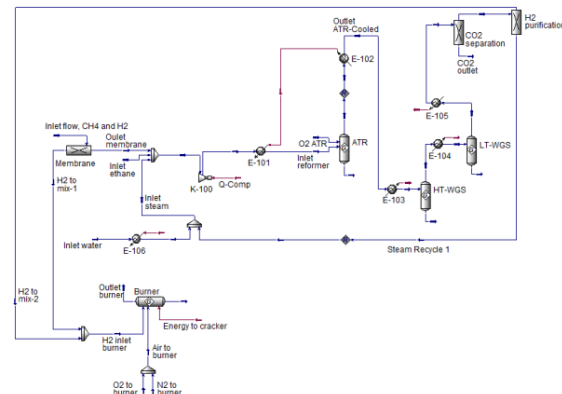 Outlet
ATR-Cooled
E-102
H2
purification
CO2
separation
CO2
outlet
Inlet flow, CH4 and H2
Oulet
membrane
Membrane
Inlet
ethane
H2 to
mix-1
K-100
Q-Comp
E-101
O2 ATR
Inlet
reformer
ATR
E-105
E-104
LT-WGS
E-103
HT-WGS
Inlet
steam
Inlet water
E-106
Steam Recycle 1
H2 to
mix-2
Outlet
burner
Burner
Energy to cracker
H2 inlet
burner
Air to
burner
O2 to
burner
N2 to
burner